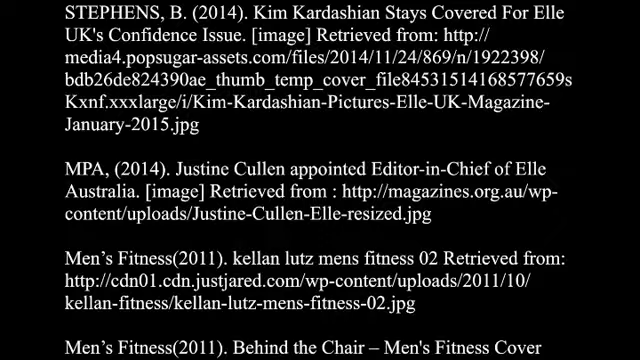 STEPHENS, B. (2014). Kim Kardashian Stays Covered For Elle
UK's Confidence Issue. [image] Retrieved from: http://
media4.popsugar-assets.com/files/2014/11/24/869/n/1922398/
bdb26de824390ae_thumb_temp_cover_file84531514168577659s
Kxnf.xxxlarge/i/Kim-Kardashian-Pictures-Elle-UK-Magazine-
January-2015.jpg
MPA, (2014). Justine Cullen appointed Editor-in-Chief of Elle
Australia. [image] Retrieved from : http://magazines.org.au/wp-
content/uploads/Justine-Cullen-Elle-resized.jpg
Men’s Fitness(2011). kellan lutz mens fitness 02 Retrieved from:
http://cdn01.cdn.justjared.com/wp-content/uploads/2011/10/
kellan-fitness/kellan-lutz-mens-fitness-02.jpg
Men’s Fitness(2011). Behind the Chair – Men's Fitness Cover